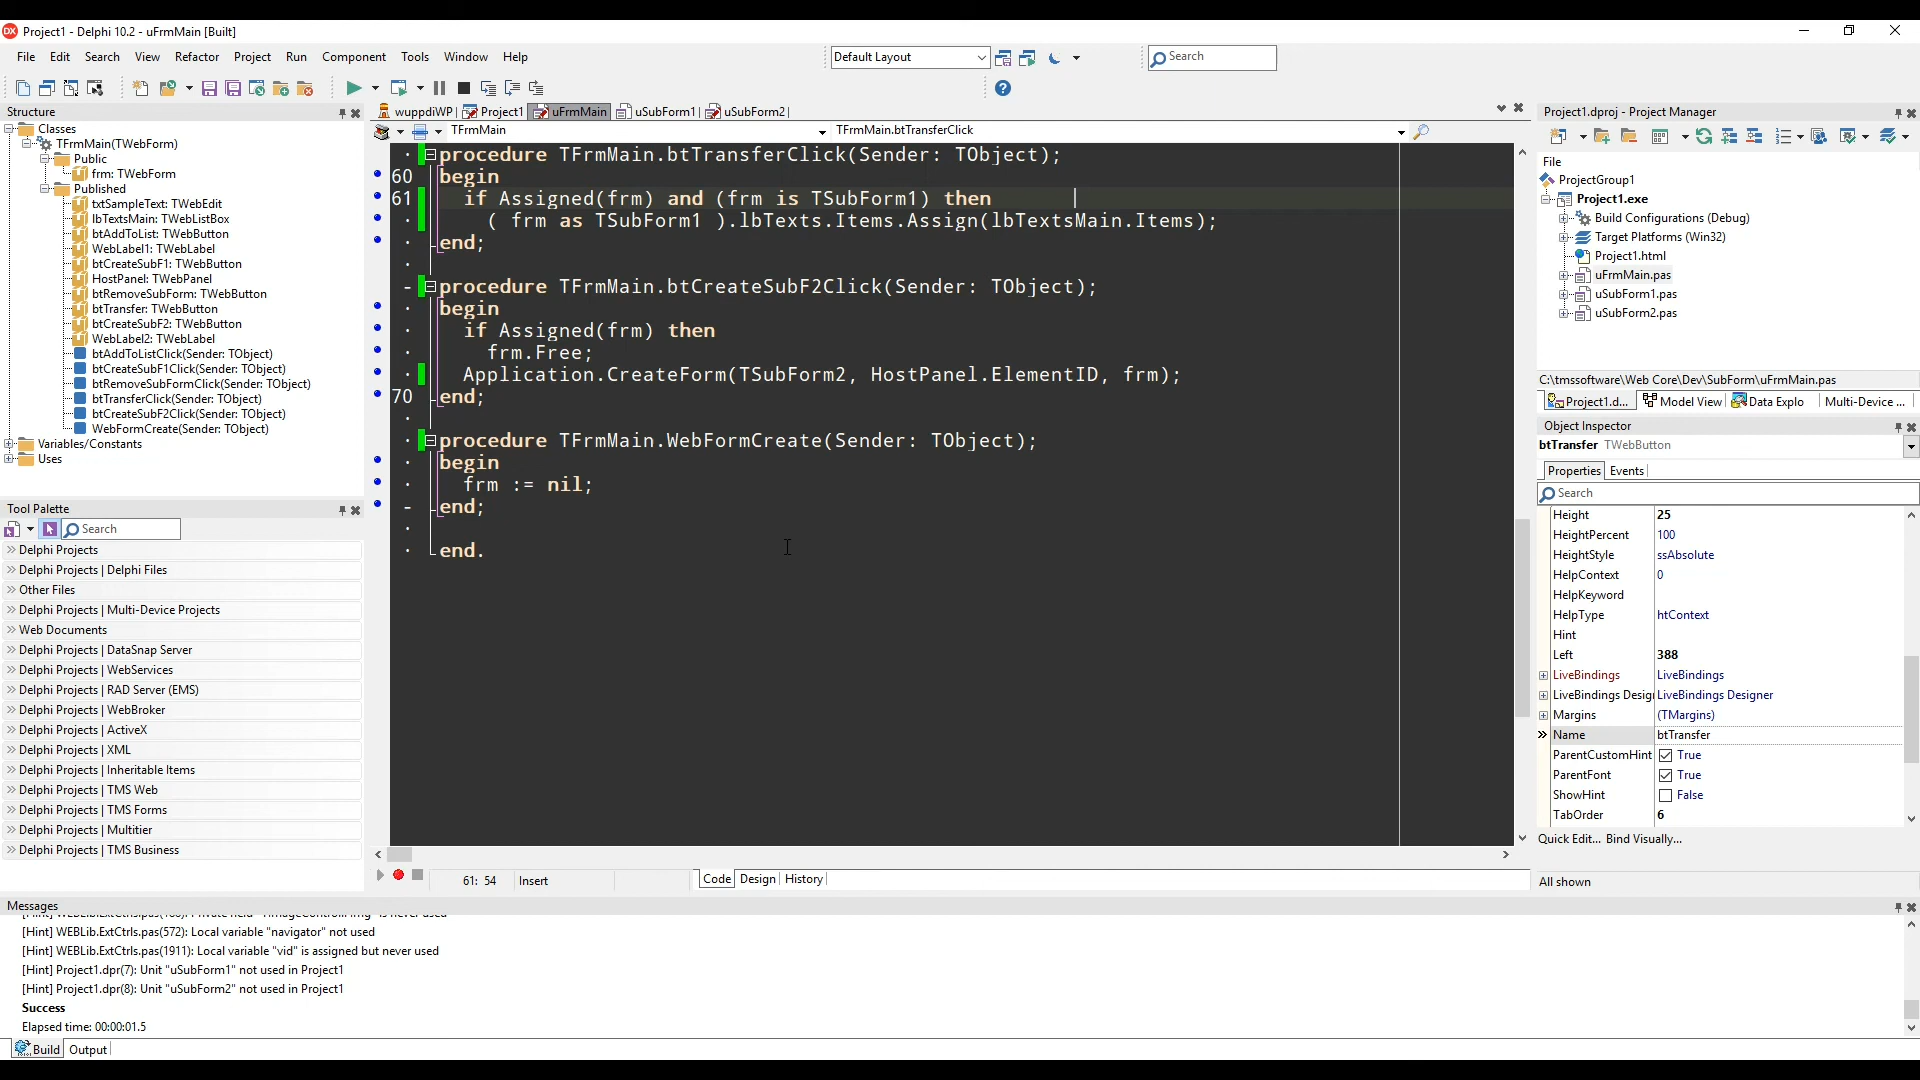 Project1 - Delphi 10.2 - uFrmMain [Built]
File Edit Search View Refactor Project Run Component Tools Window Help
Default Layout
Search
Structure
Classes
TFrmMain(TWebForm)
Public
frm: TWebForm
Published
txtSampleText: TWebEdit
lbTextsMain: TWebListBox
btAddToList: TWebButton
WebLabel1: TWebLabel
btCreateSubF1: TWebButton
HostPanel: TWebPanel
btRemoveSubForm: TWebButton
btTransfer: TWebButton
btCreateSubF2: TWebButton
WebLabel2: TWebLabel
btAddToListClick(Sender: TObject)
btCreateSubF1Click(Sender: TObject)
btRemoveSubFormClick(Sender: TObject)
btTransferClick(Sender: TObject)
btCreateSubF2Click(Sender: TObject)
WebFormCreate(Sender: TObject)
Variables/Constants
Uses
Tool Palette
Search
Delphi Projects
Delphi Projects | Delphi Files
Other Files
Delphi Projects | Multi-Device Projects
Web Documents
Delphi Projects | DataSnap Server
Delphi Projects | WebServices
Delphi Projects | RAD Server (EMS)
Delphi Projects | WebBroker
Delphi Projects | ActiveX
Delphi Projects | XML
Delphi Projects | Inheritable Items
Delphi Projects | TMS Web
Delphi Projects | TMS Forms
Delphi Projects | Multitier
Delphi Projects | TMS Business
wuppdiWP Project1 uFrmMain uSubForm1 uSubForm2
TFrmMain TFrmMain.btTransferClick
procedure TFrmMain.btTransferClick(Sender: TObject);
60 begin
61 if Assigned(frm) and (frm is TSubForm1) then
( frm as TSubForm1 ).lbTexts.Items.Assign(lbTextsMain.Items);
end;
procedure TFrmMain.btCreateSubF2Click(Sender: TObject);
begin
if Assigned(frm) then
frm.Free;
Application.CreateForm(TSubForm2, HostPanel.ElementID, frm);
70 end;
procedure TFrmMain.WebFormCreate(Sender: TObject);
begin
frm := nil;
end;
end.
61: 54 Insert
Code Design History
Project1.dproj - Project Manager
File
ProjectGroup1
Project1.exe
Build Configurations (Debug)
Target Platforms (Win32)
Project1.html
uFrmMain.pas
uSubForm1.pas
uSubForm2.pas
C:\tmssoftware\Web Core\Dev\SubForm\uFrmMain.pas
Project1.d... Model View Data Explo Multi-Device ...
Object Inspector
btTransfer TWebButton
Properties Events
Search
Height 25
HeightPercent 100
HeightStyle ssAbsolute
HelpContext 0
HelpKeyword
HelpType htContext
Hint
Left 388
LiveBindings LiveBindings
LiveBindings Desig LiveBindings Designer
Margins (TMargins)
Name btTransfer
ParentCustomHint True
ParentFont True
ShowHint False
TabOrder 6
Quick Edit... Bind Visually...
All shown
Messages
[Hint] WEBLib.ExtCtrls.pas(572): Local variable "navigator" not used
[Hint] WEBLib.ExtCtrls.pas(1911): Local variable "vid" is assigned but never used
[Hint] Project1.dpr(7): Unit "uSubForm1" not used in Project1
[Hint] Project1.dpr(8): Unit "uSubForm2" not used in Project1
Success
Elapsed time: 00:00:01.5
Build Output